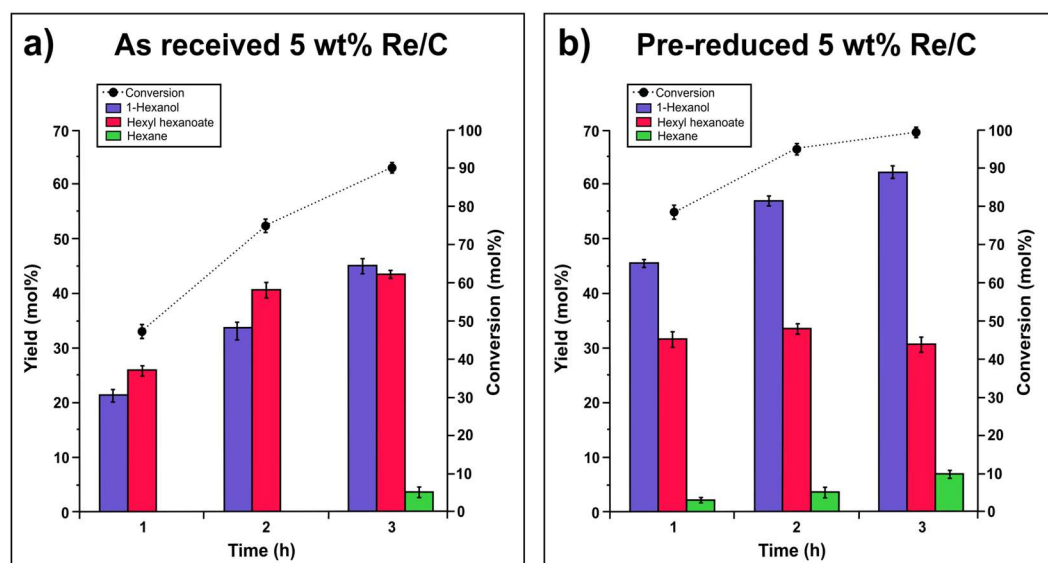 a) As received 5 wt% Re/C
Conversion
1-Hexanol
Hexyl hexanoate
Hexane
Yield (mol%)
70
60
50
40
30
20
10
0
100
90
80
70
60
50
40
30
20
10
0
Conversion (mol%)
1 2 3
Time (h)
b) Pre-reduced 5 wt% Re/C
Conversion
1-Hexanol
Hexyl hexanoate
Hexane
Yield (mol%)
70
60
50
40
30
20
10
0
100
90
80
70
60
50
40
30
20
10
0
Conversion (mol%)
1 2 3
Time (h)